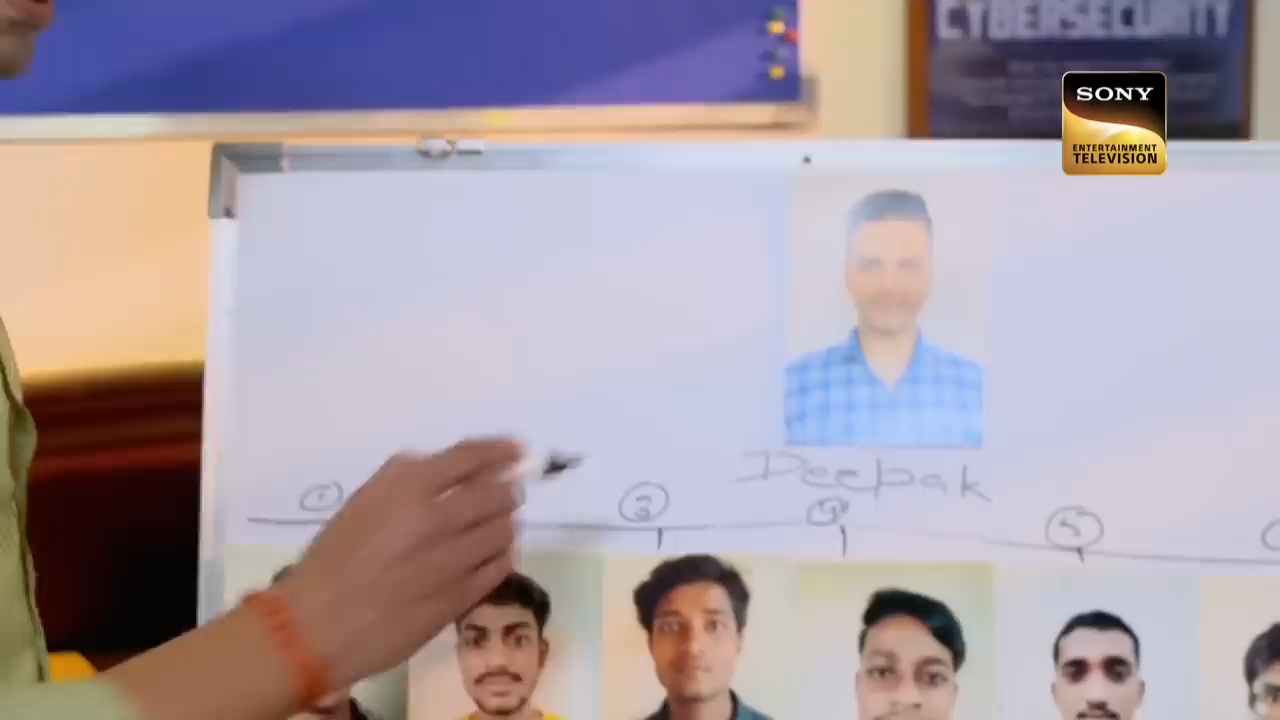 CYBERSECURITY
SONY
ENTERTAINMENT
TELEVISION
Deepak
1
3
4
5